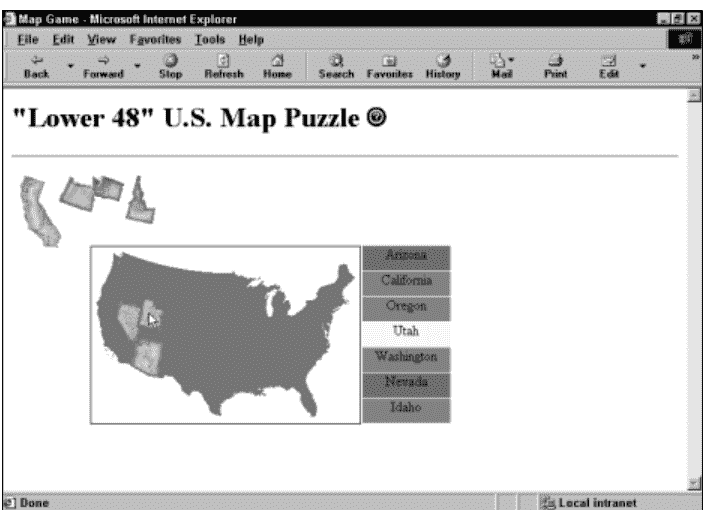 Map Game - Microsoft Internet Explorer
File Edit View Favorites Tools Help
Back Forward Stop Refresh Home Search Favorites History Mail Print Edit »
"Lower 48" U.S. Map Puzzle ?
Arizona
California
Oregon
Utah
Washington
Nevada
Idaho
Done Local intranet